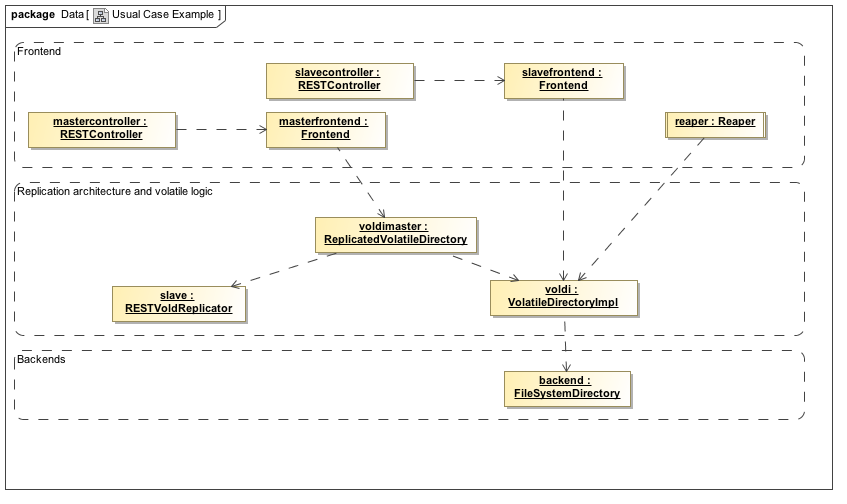 package Data [ Usual Case Example ]
Frontend
slavecontroller :
RESTController
slavefrontend :
Frontend
mastercontroller :
RESTController
masterfrontend :
Frontend
reaper : Reaper
Replication architecture and volatile logic
voldimaster :
ReplicatedVolatileDirectory
slave :
RESTVoldReplicator
voldi :
VolatileDirectoryImpl
Backends
backend :
FileSystemDirectory